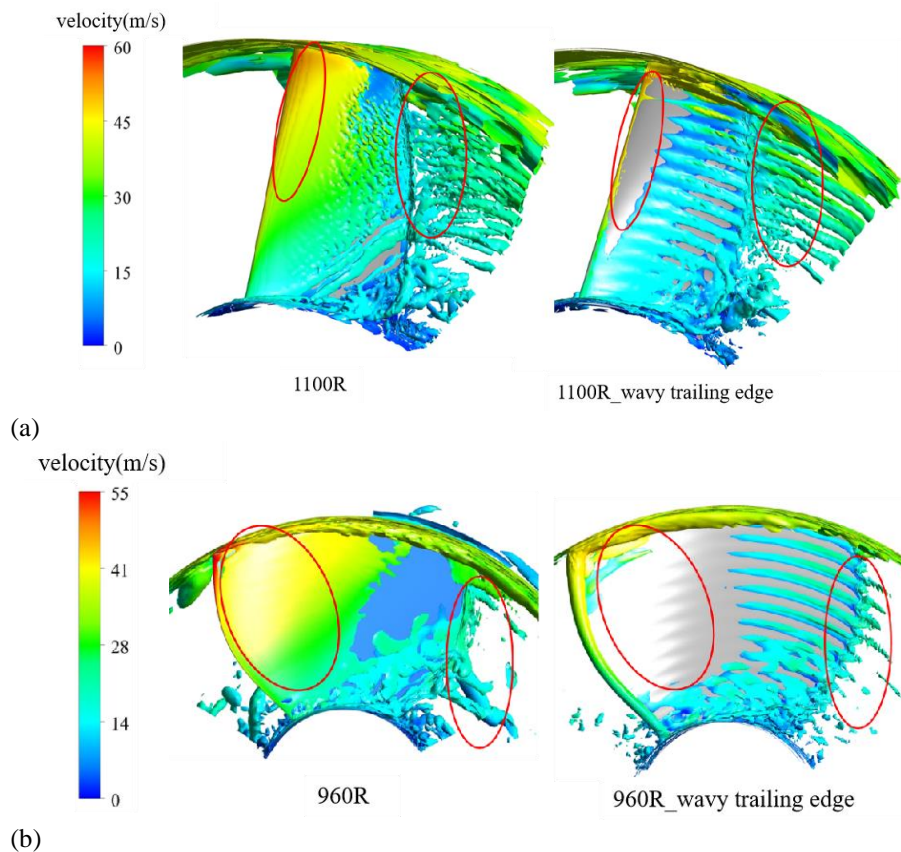 velocity(m/s)
60
45
30
15
0
1100R
1100R_wavy trailing edge
(a)
velocity(m/s)
55
41
28
14
0
960R
960R_wavy trailing edge
(b)